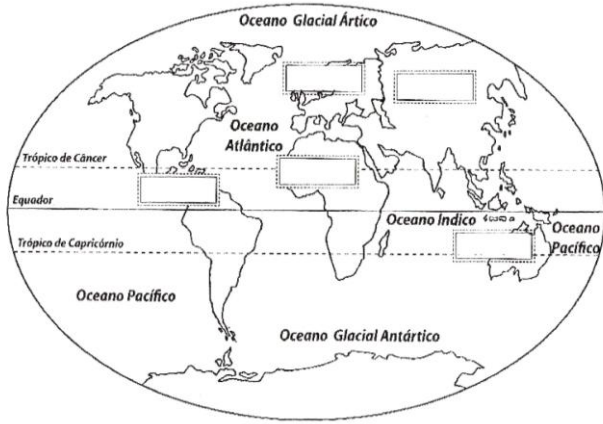 Oceano Glacial Ártico
Oceano
Atlântico
Trópico de Câncer
Equador
Oceano Índico
Oceano
Pacífico
Trópico de Capricórnio
Oceano Pacífico
Oceano Glacial Antártico